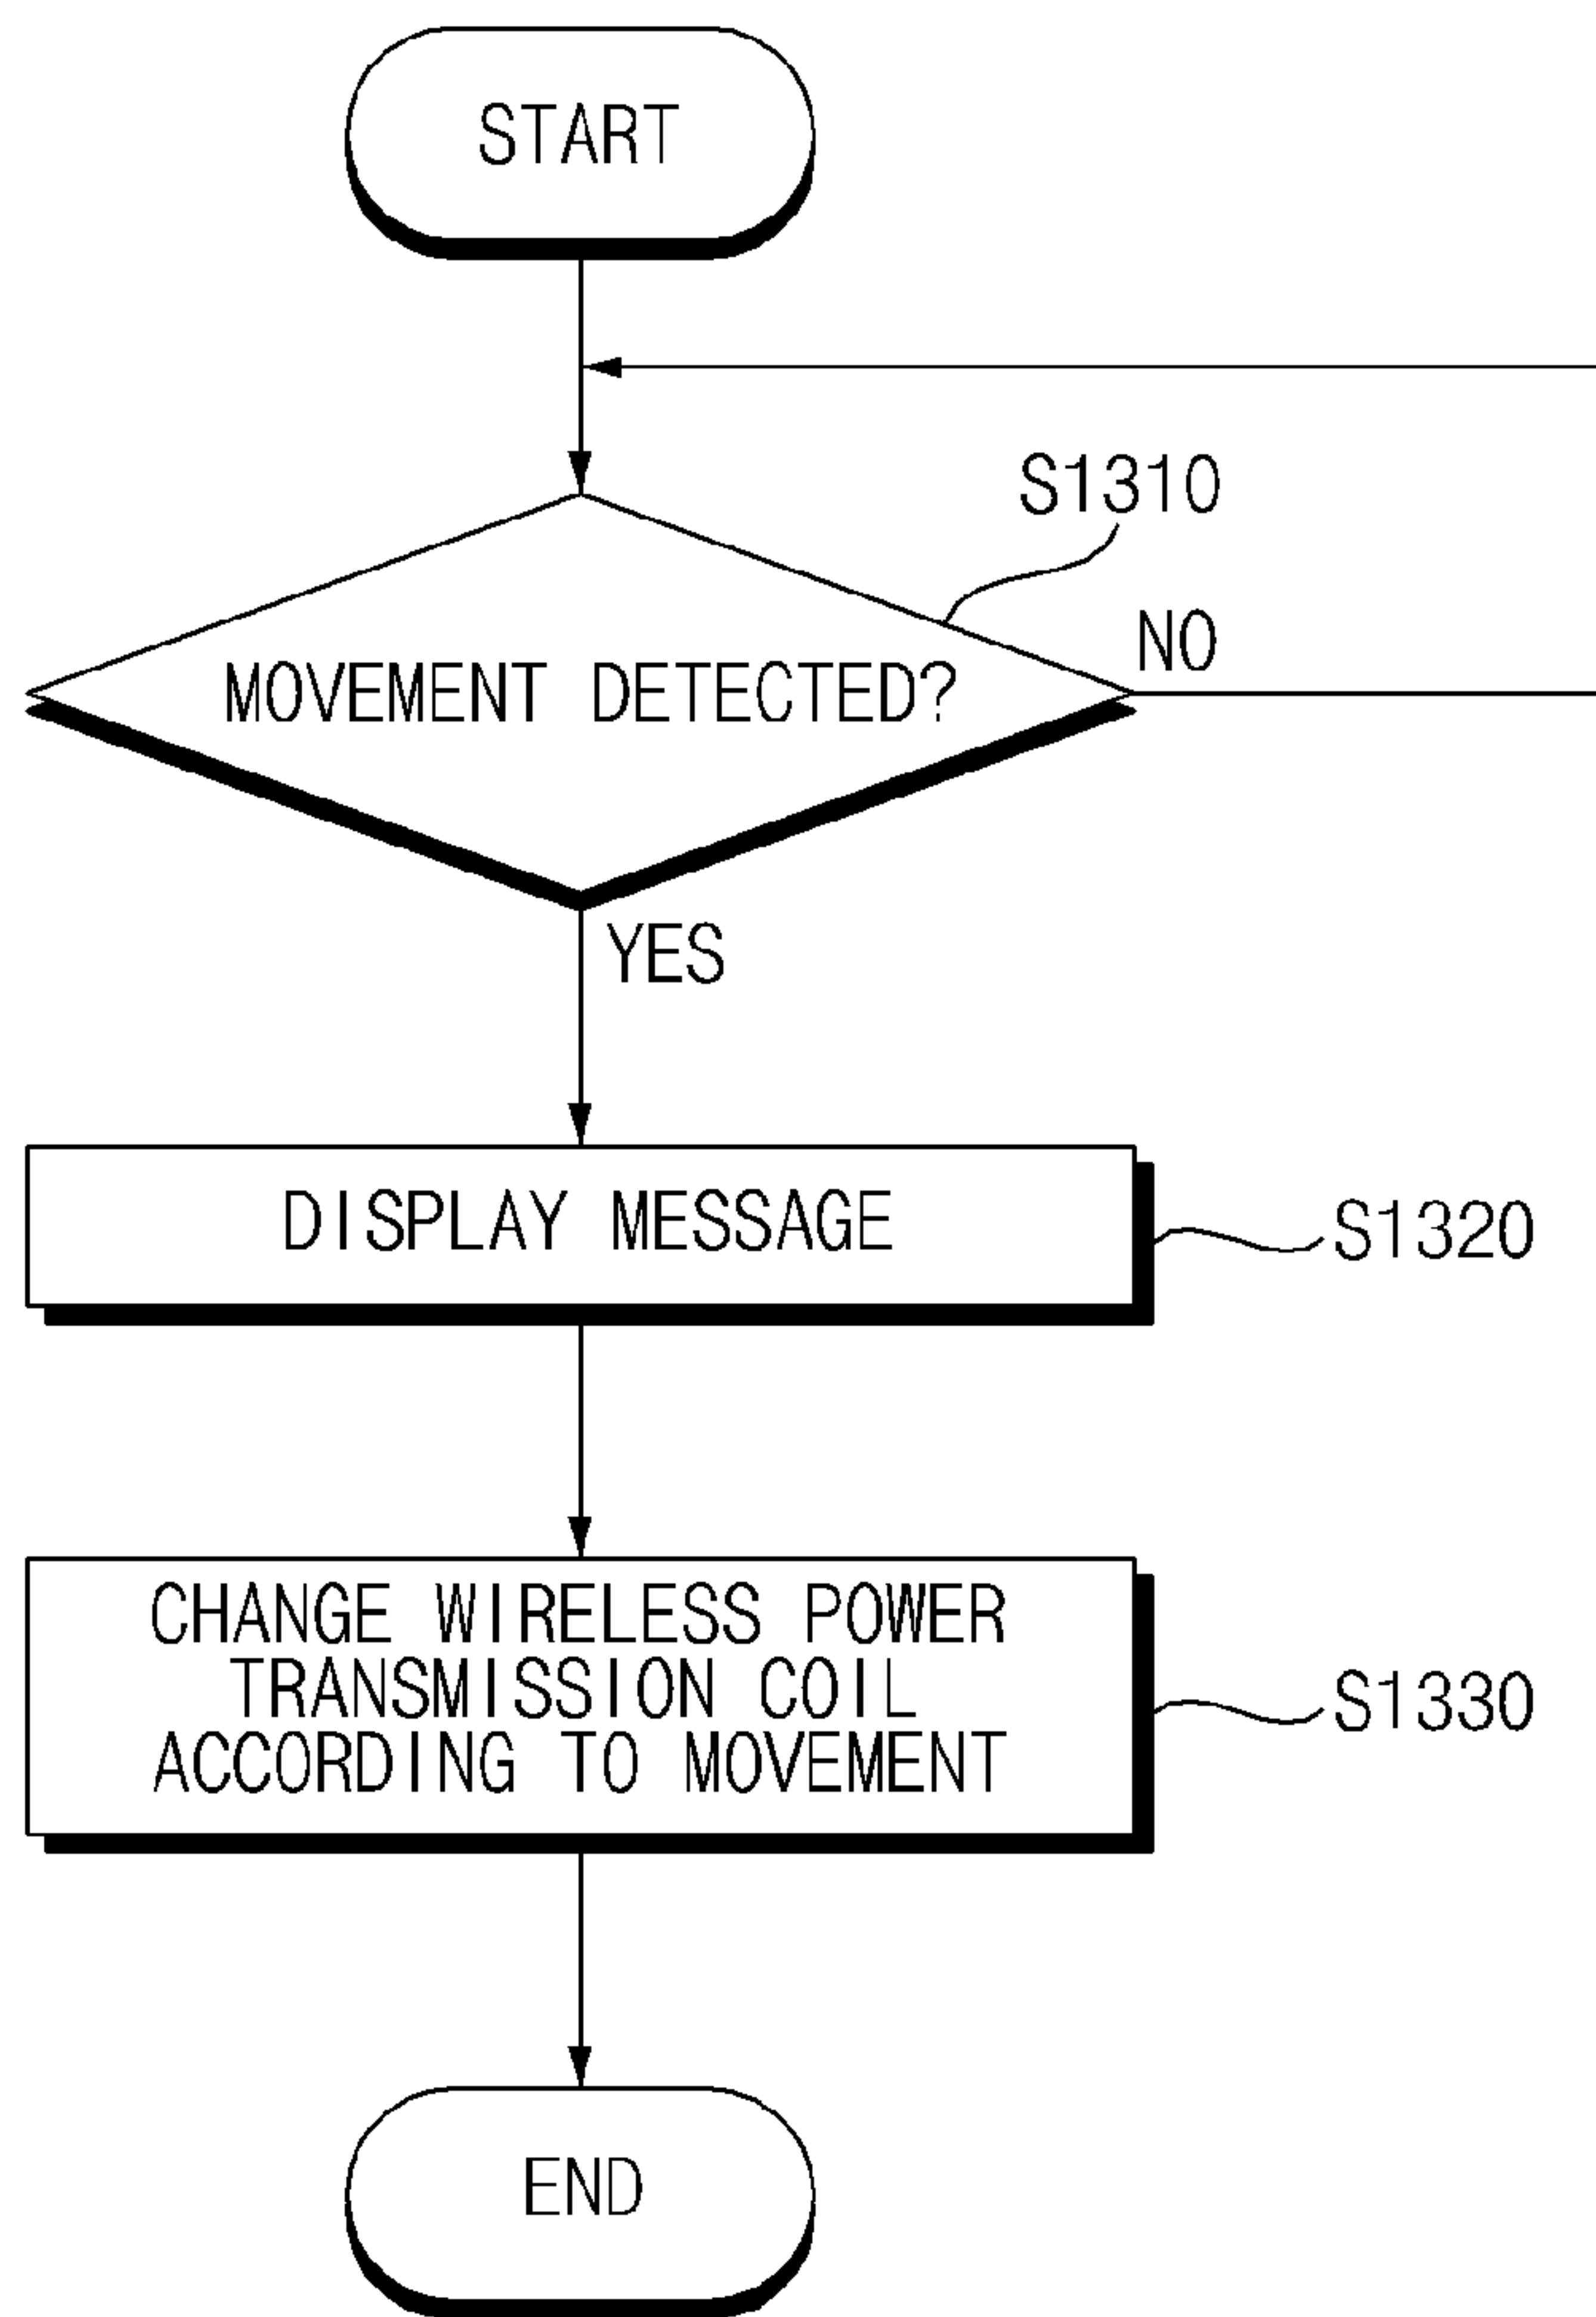 START
S1310
NO
MOVEMENT DETECTED?
YES
DISPLAY MESSAGE
S1320
CHANGE WIRELESS POWER
TRANSMISSION COIL
ACCORDING TO MOVEMENT
S1330
END